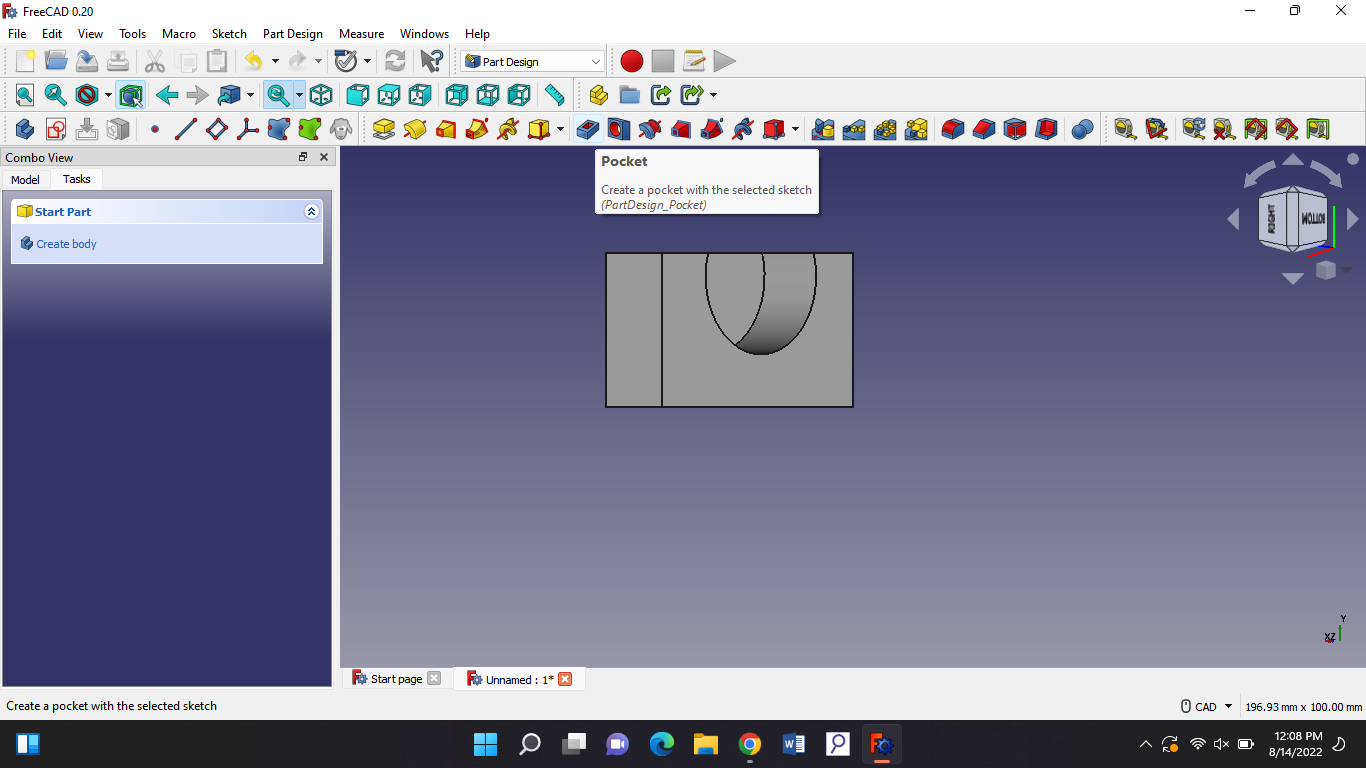 FreeCAD 0.20
File Edit View Tools Macro Sketch Part Design Measure Windows Help
Part Design
Combo View
Model Tasks
Start Part
Create body
Pocket
Create a pocket with the selected sketch
(PartDesign_Pocket)
RIGHT BOTTOM
Y
XZ
Start page Unnamed : 1*
Create a pocket with the selected sketch
CAD 196.93 mm x 100.00 mm
12:08 PM
8/14/2022